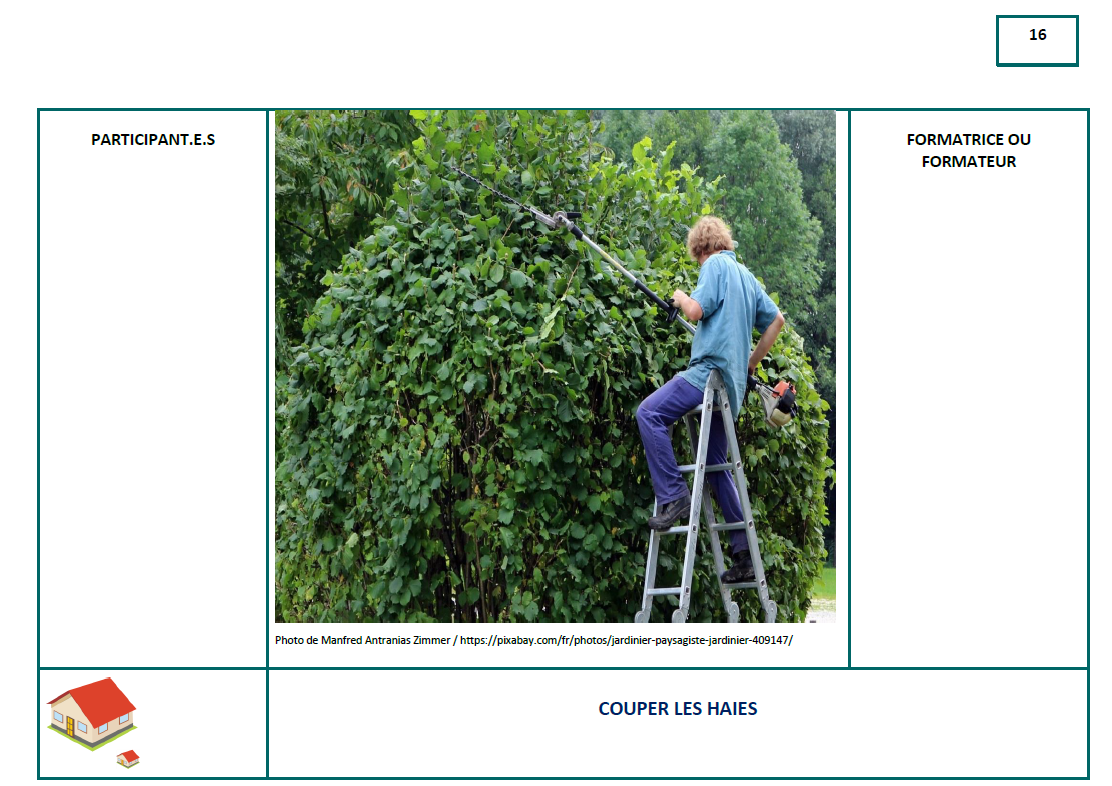 16
PARTICIPANT.E.S
FORMATRICE OU
FORMATEUR
Photo de Manfred Antranias Zimmer / https://pixabay.com/fr/photos/jardinier-paysagiste-jardinier-409147/
COUPER LES HAIES